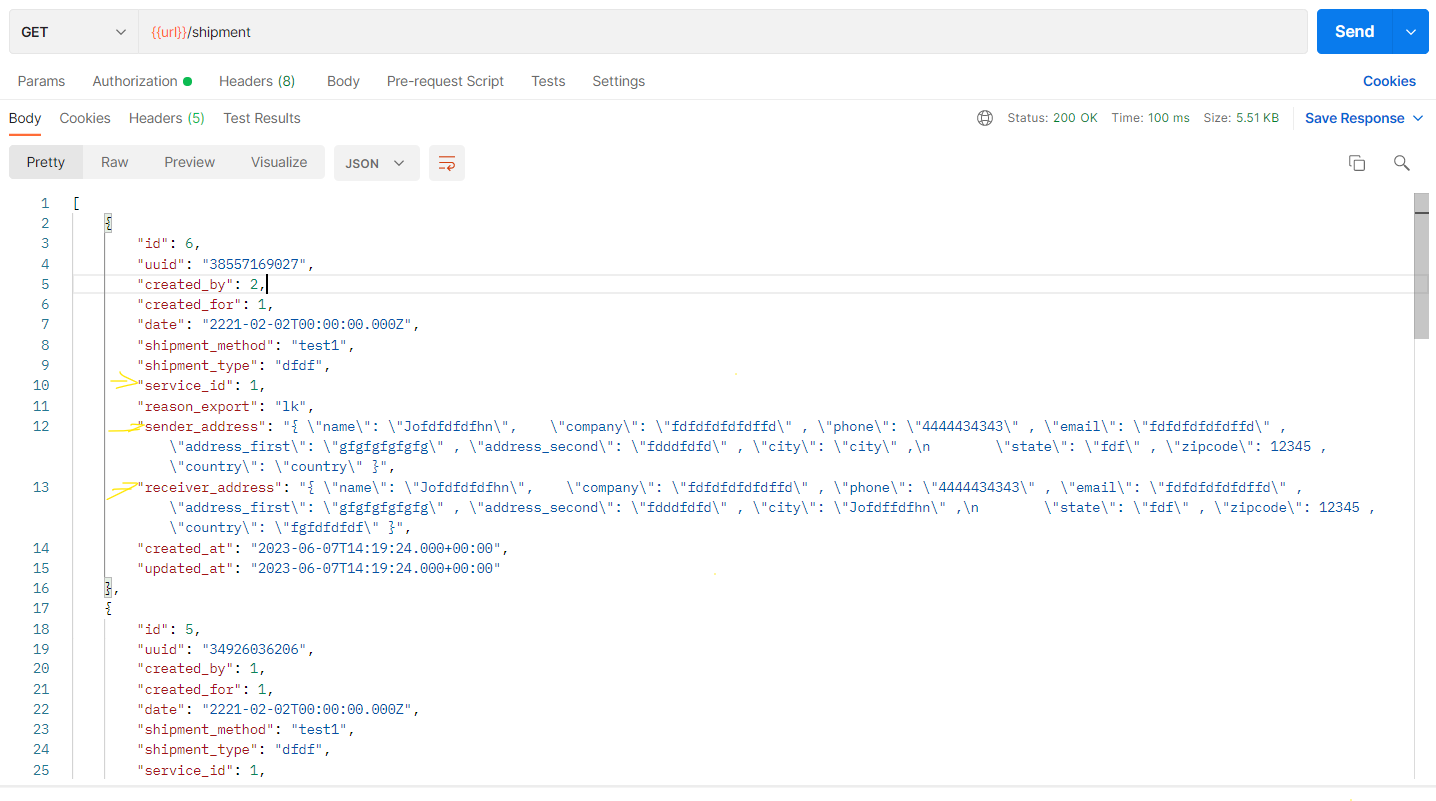 GET {{url}}/shipment Send
Params Authorization Headers (8) Body Pre-request Script Tests Settings Cookies
Body Cookies Headers (5) Test Results Status: 200 OK Time: 100 ms Size: 5.51 KB Save Response
Pretty Raw Preview Visualize JSON
1 [
2 {
3 "id": 6,
4 "uuid": "38557169027",
5 "created_by": 2,
6 "created_for": 1,
7 "date": "2221-02-02T00:00:00.000Z",
8 "shipment_method": "test1",
9 "shipment_type": "dfdf",
10 "service_id": 1,
11 "reason_export": "lk",
12 "sender_address": "{ \"name\": \"Jofdfdfdfhn\", \"company\": \"fdfdfdfdfdffd\" , \"phone\": \"4444434343\" , \"email\": \"fdfdfdfdfdffd\" ,
\"address_first\": \"gfgfgfgfgfg\" , \"address_second\": \"fdddfdfd\" , \"city\": \"city\" ,\n \"state\": \"fdf\" , \"zipcode\": 12345 ,
\"country\": \"country\" }",
13 "receiver_address": "{ \"name\": \"Jofdfdfdfhn\", \"company\": \"fdfdfdfdfdffd\" , \"phone\": \"4444434343\" , \"email\": \"fdfdfdfdfdffd\" ,
\"address_first\": \"gfgfgfgfgfg\" , \"address_second\": \"fdddfdfd\" , \"city\": \"Jofdffdfhn\" ,\n \"state\": \"fdf\" , \"zipcode\": 12345 ,
\"country\": \"fgfdfdfdf\" }",
14 "created_at": "2023-06-07T14:19:24.000+00:00",
15 "updated_at": "2023-06-07T14:19:24.000+00:00"
16 },
17 {
18 "id": 5,
19 "uuid": "34926036206",
20 "created_by": 1,
21 "created_for": 1,
22 "date": "2221-02-02T00:00:00.000Z",
23 "shipment_method": "test1",
24 "shipment_type": "dfdf",
25 "service_id": 1,